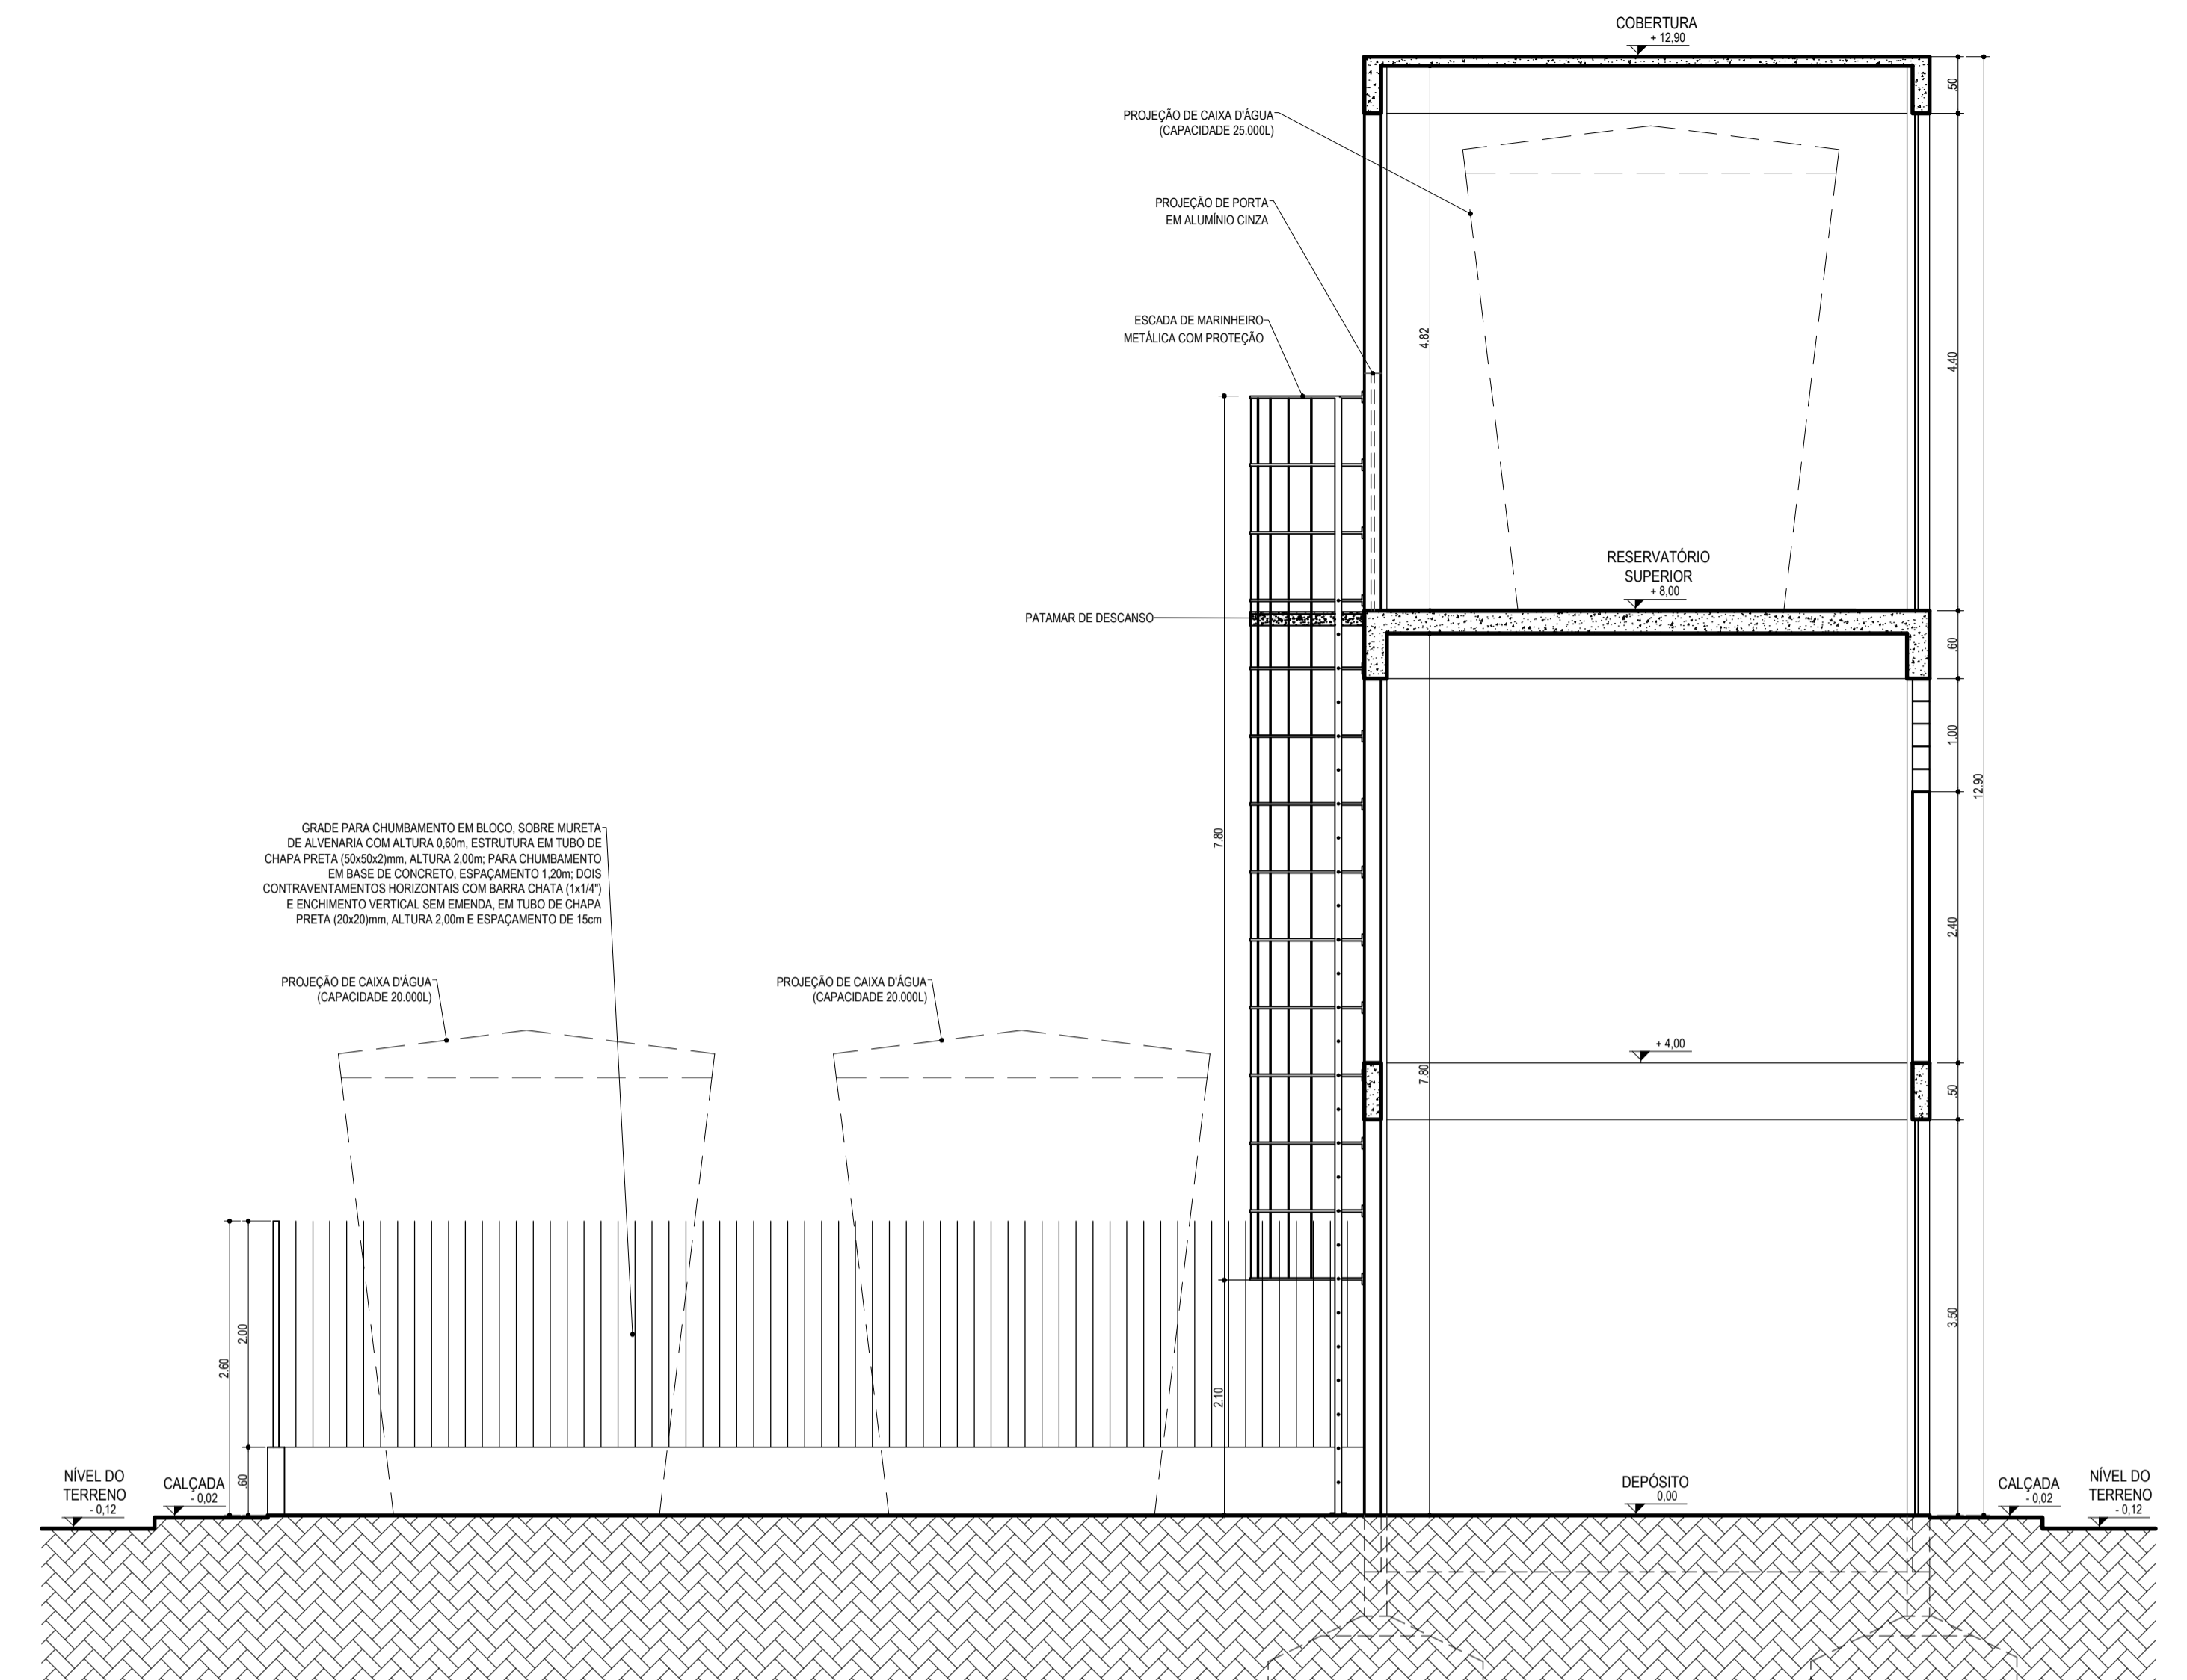 COBERTURA
+ 12,90
.50
PROJEÇÃO DE CAIXA D'ÁGUA
(CAPACIDADE 25.000L)
PROJEÇÃO DE PORTA
EM ALUMÍNIO CINZA
ESCADA DE MARINHEIRO
METÁLICA COM PROTEÇÃO
4.82
4.40
RESERVATÓRIO
SUPERIOR
+ 8,00
PATAMAR DE DESCANSO
.60
1.00
12.90
7.80
GRADE PARA CHUMBAMENTO EM BLOCO, SOBRE MURETA
DE ALVENARIA COM ALTURA 0,60m, ESTRUTURA EM TUBO DE
CHAPA PRETA (50x50x2)mm, ALTURA 2,00m; PARA CHUMBAMENTO
EM BASE DE CONCRETO, ESPAÇAMENTO 1,20m; DOIS
CONTRAVENTAMENTOS HORIZONTAIS COM BARRA CHATA (1x1/4")
E ENCHIMENTO VERTICAL SEM EMENDA, EM TUBO DE CHAPA
PRETA (20x20)mm, ALTURA 2,00m E ESPAÇAMENTO DE 15cm
2.40
PROJEÇÃO DE CAIXA D'ÁGUA
(CAPACIDADE 20.000L)
PROJEÇÃO DE CAIXA D'ÁGUA
(CAPACIDADE 20.000L)
+ 4,00
7.80
.50
2.00
2.60
2.10
3.50
.60
NÍVEL DO
TERRENO
- 0,12
CALÇADA
- 0,02
DEPÓSITO
0,00
CALÇADA
- 0,02
NÍVEL DO
TERRENO
- 0,12